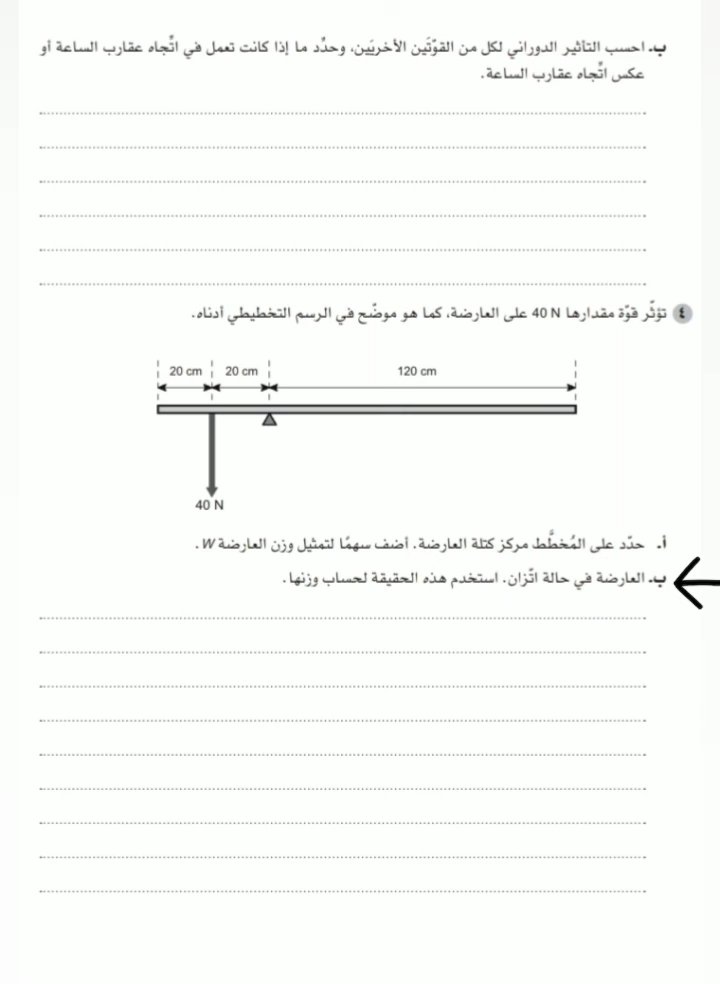 ب. احسب التأثير الدوراني لكل من القوّتَين الأخريَين، وحدِّد ما إذا كانت تعمل في اتّجاه عقارب الساعة أو
عكس اتّجاه عقارب الساعة.
٤ تؤثّر قوّة مقدارها 40 N على العارضة، كما هو موضّح في الرسم التخطيطي أدناه.
20 cm 20 cm 120 cm
40 N
أ. حدّد على المُخطَّط مركز كتلة العارضة. أضف سهمًا لتمثيل وزن العارضة W.
ب. العارضة في حالة اتّزان. استخدم هذه الحقيقة لحساب وزنها.